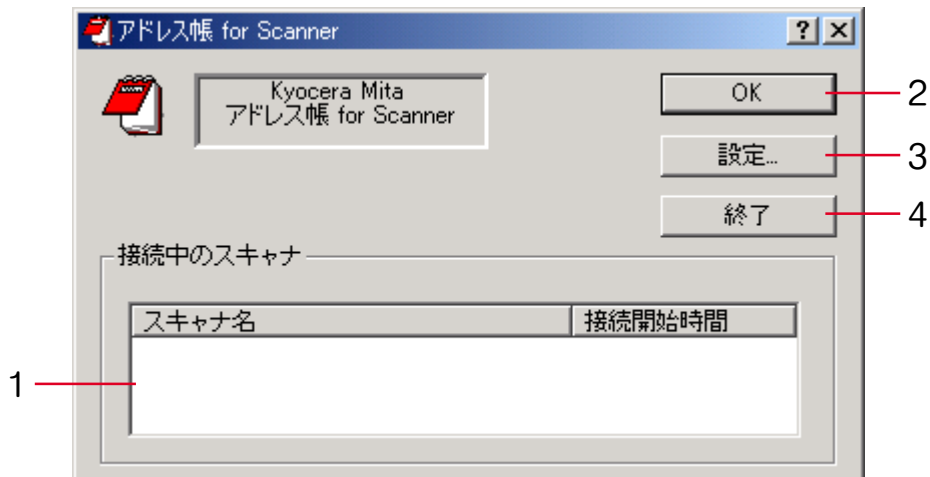 アドレス帳 for Scanner
Kyocera Mita
アドレス帳 for Scanner
OK
2
設定...
3
終了
4
接続中のスキャナ
スキャナ名 接続開始時間
1